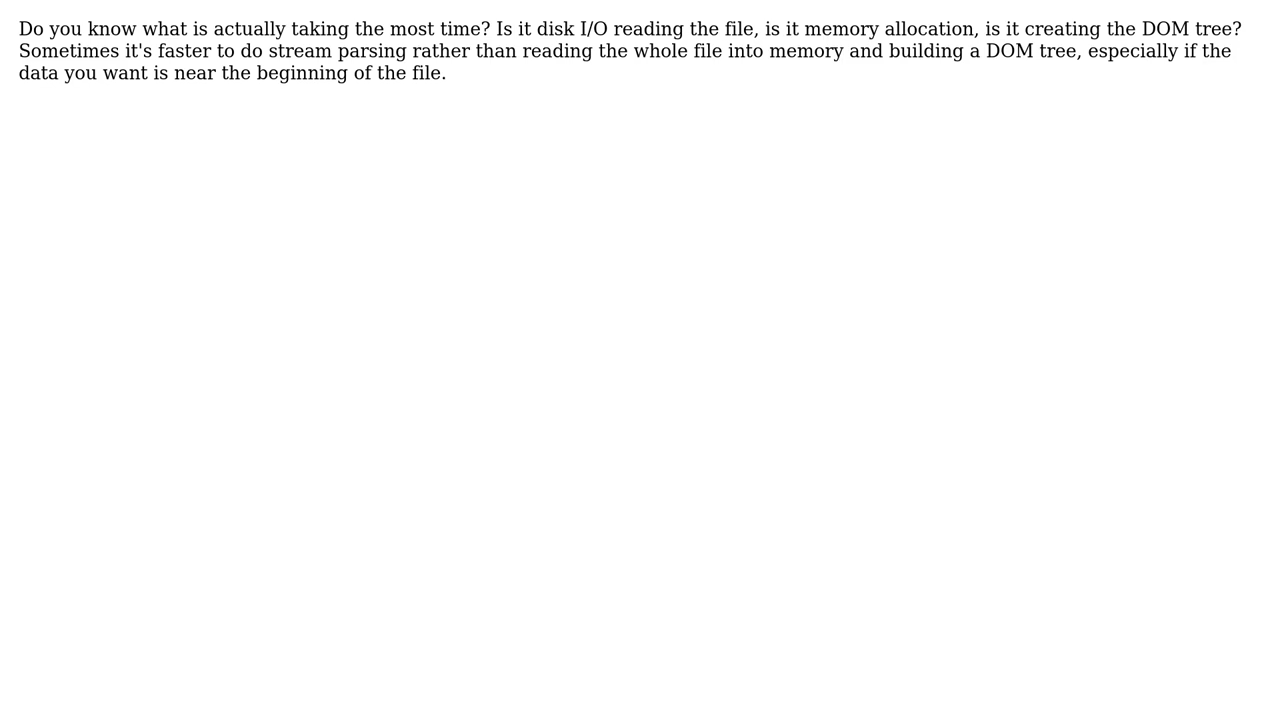 Do you know what is actually taking the most time? Is it disk I/O reading the file, is it memory allocation, is it creating the DOM tree?
Sometimes it's faster to do stream parsing rather than reading the whole file into memory and building a DOM tree, especially if the
data you want is near the beginning of the file.